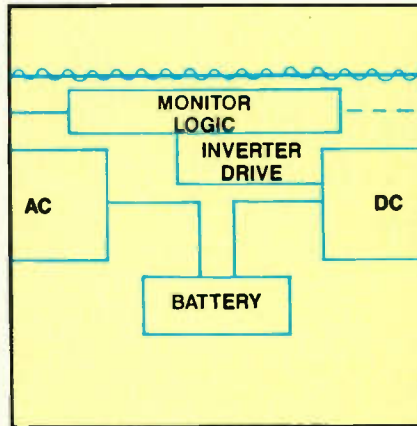 MONITOR
LOGIC
INVERTER
DRIVE
AC
DC
BATTERY